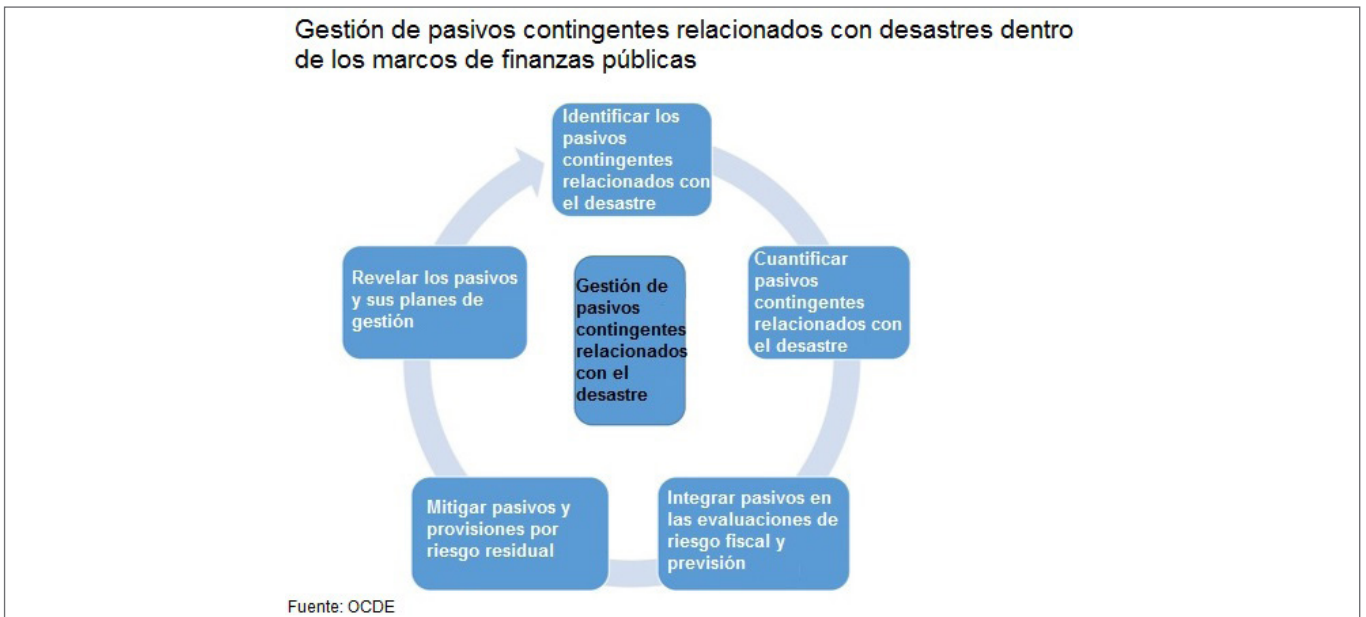 Gestión de pasivos contingentes relacionados con desastres dentro
de los marcos de finanzas públicas
Identificar los
pasivos
contingentes
relacionados con
el desastre
Cuantificar
pasivos
contingentes
relacionados con
el desastre
Integrar pasivos en
las evaluaciones de
riesgo fiscal y
previsión
Mitigar pasivos y
provisiones por
riesgo residual
Revelar los pasivos
y sus planes de
gestión
Gestión de
pasivos
contingentes
relacionados
con el
desastre
Fuente: OCDE